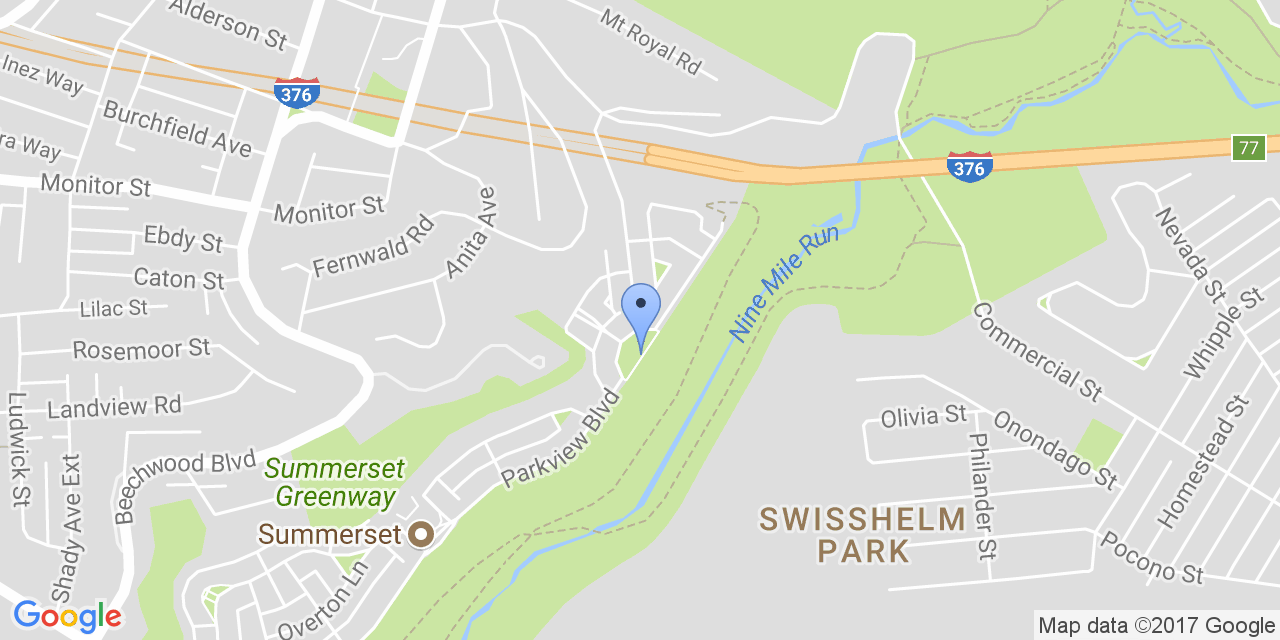 Alderson St
Mt Royal Rd
Inez Way
376
Burchfield Ave
ra Way
77
376
Monitor St
Monitor St
Anita Ave
Nevada St
Ebdy St
Fernwald Rd
Nine Mile Run
Caton St
Lilac St
Whipple St
Commercial St
Rosemoor St
Landview Rd
Ludwick St
Parkview Blvd
Olivia St
Onondago St
Philander St
Homestead St
Beechwood Blvd
Shady Ave Ext
Summerset
Greenway
Summerset
SWISSHELM
PARK
Pocono St
Overton Ln
Google
Map data ©2017 Google